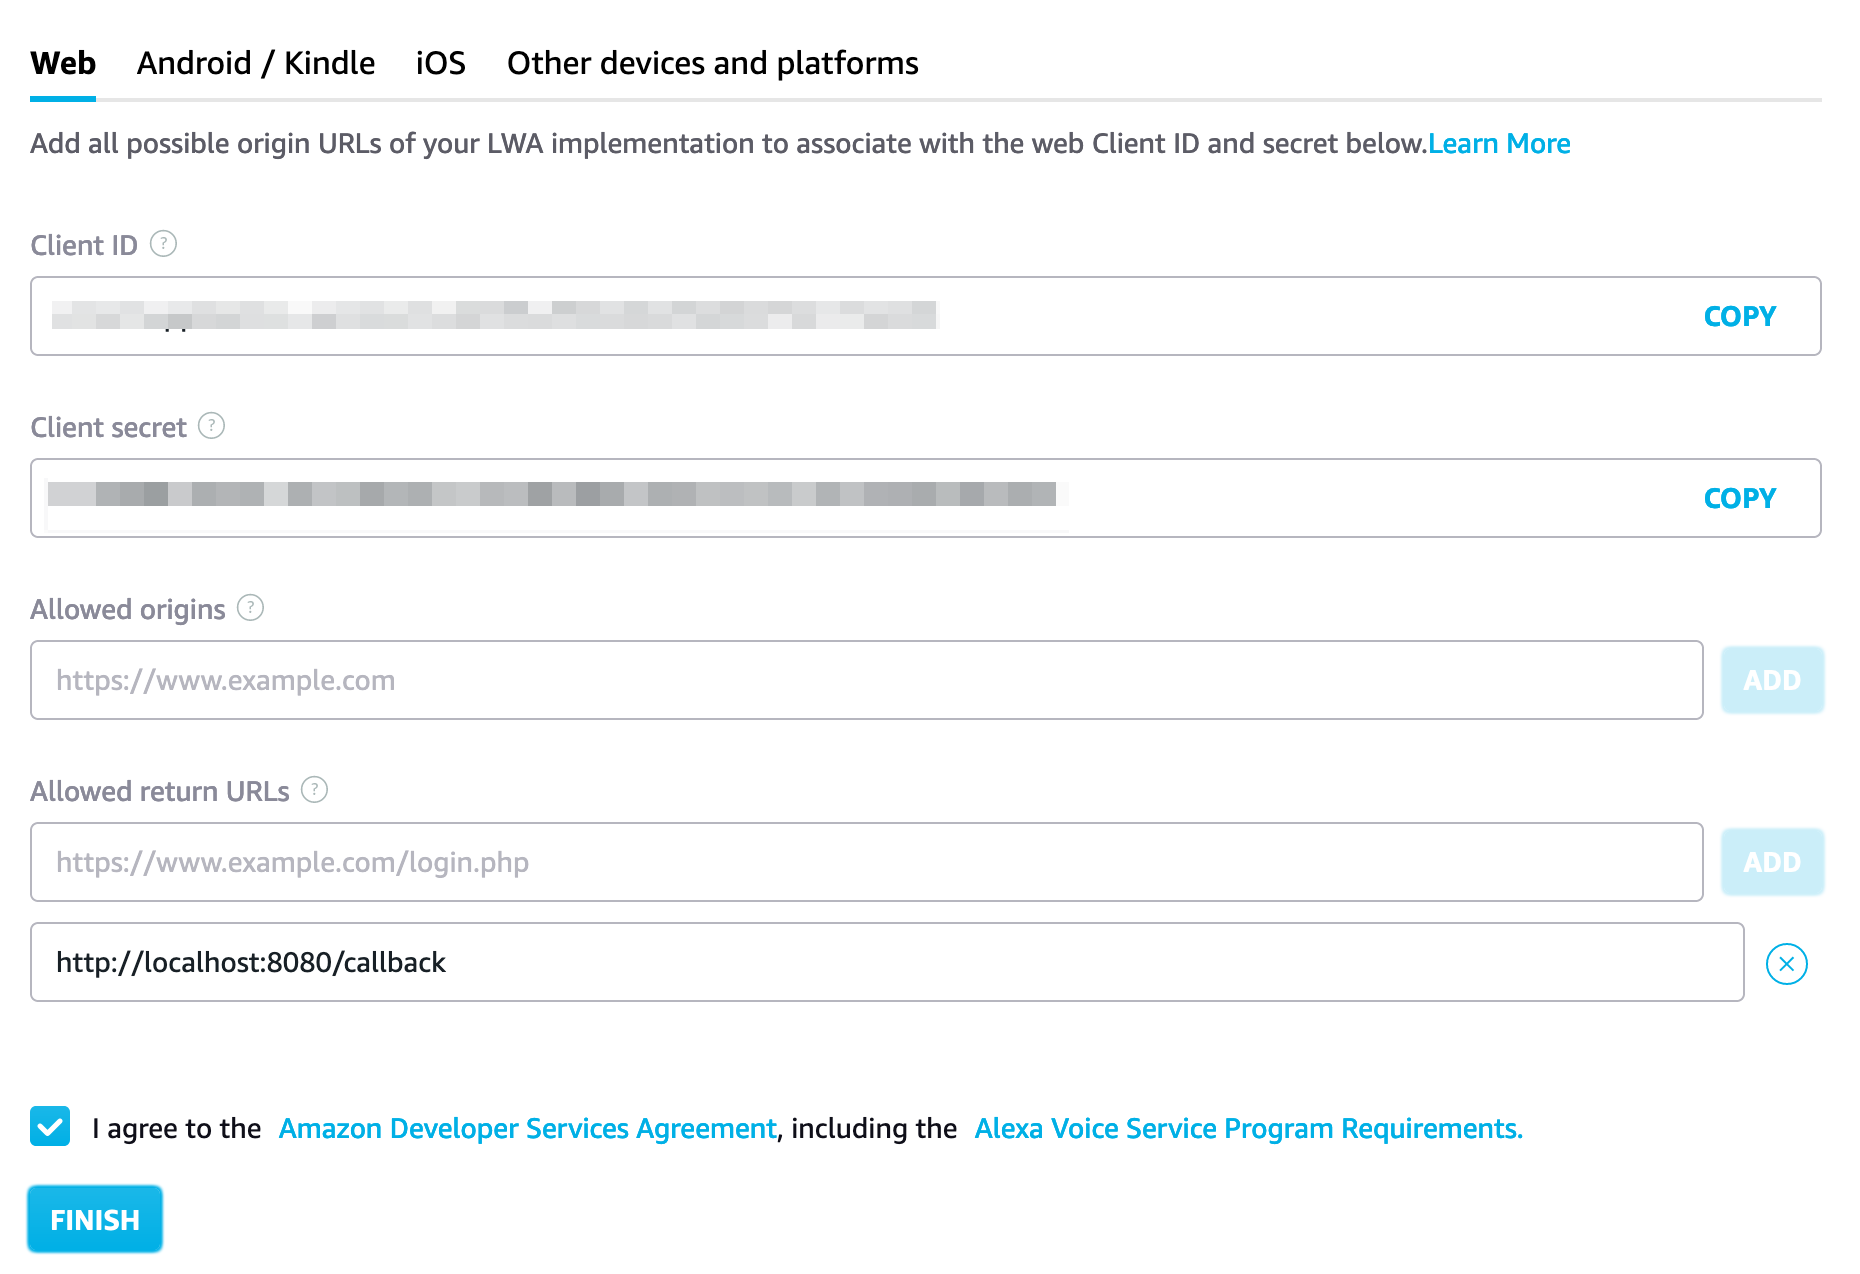 Web Android / Kindle iOS Other devices and platforms
Add all possible origin URLs of your LWA implementation to associate with the web Client ID and secret below.Learn More
Client ID ?
COPY
Client secret ?
COPY
Allowed origins ?
https://www.example.com ADD
Allowed return URLs ?
https://www.example.com/login.php ADD
http://localhost:8080/callback
I agree to the Amazon Developer Services Agreement, including the Alexa Voice Service Program Requirements.
FINISH